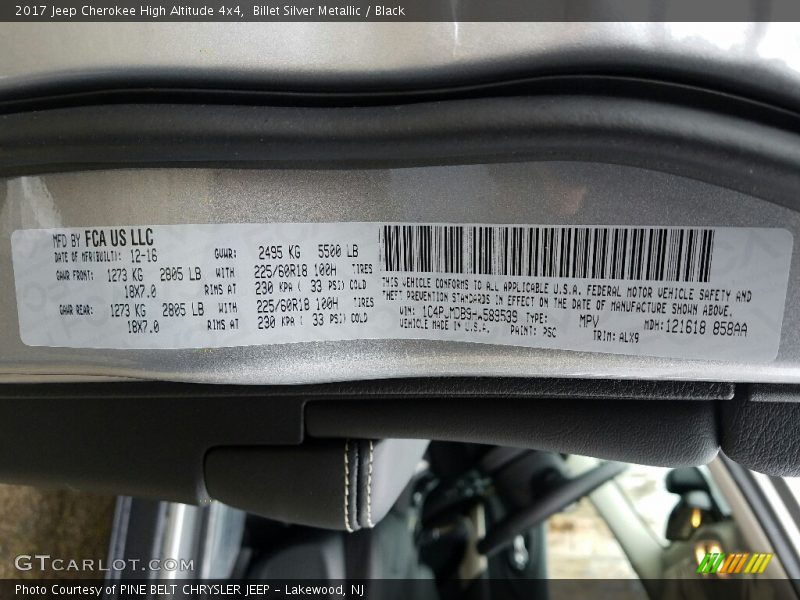 2017 Jeep Cherokee High Altitude 4x4,  Billet Silver Metallic / Black
MFD BY FCA US LLC
DATE OF MFR(BUILT): 12-16 GVWR: 2495 KG 5500 LB
GAWR FRONT: 1273 KG 2805 LB WITH 225/60R18 100H TIRES
18X7.0 RIMS AT 230 KPA ( 33 PSI) COLD
GAWR REAR: 1273 KG 2805 LB WITH 225/60R18 100H TIRES
18X7.0 RIMS AT 230 KPA ( 33 PSI) COLD
THIS VEHICLE CONFORMS TO ALL APPLICABLE U.S.A. FEDERAL MOTOR VEHICLE SAFETY AND
THEFT PREVENTION STANDARDS IN EFFECT ON THE DATE OF MANUFACTURE SHOWN ABOVE.
VIN: TYPE: MPV MDH: 121618 858AA
VEHICLE MADE IN U.S.A. PAINT: PSC TRIM: ALX9
GTCARLOT.COM
Photo Courtesy of PINE BELT CHRYSLER JEEP - Lakewood, NJ